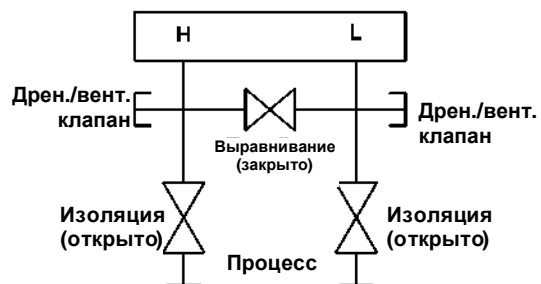 H L
Дрен./вент.
клапан
Дрен./вент.
клапан
Выравнивание
(закрыто)
Изоляция
(открыто)
Изоляция
(открыто)
Процесс